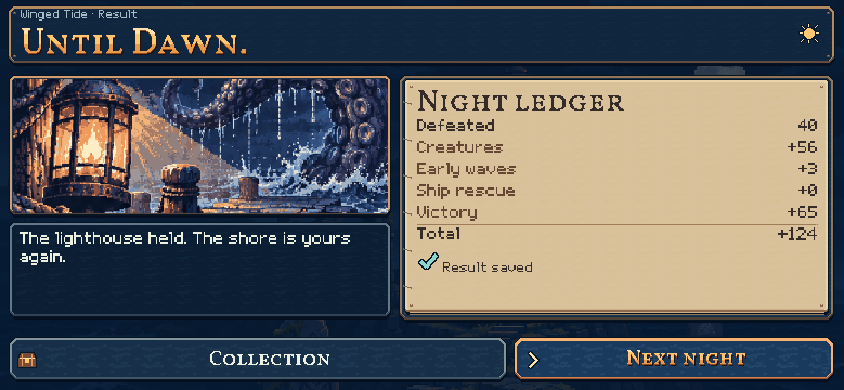 Winged Tide · Result
Until Dawn.
The lighthouse held. The shore is yours
again.
Night ledger
Defeated 40
Creatures +56
Early waves +3
Ship rescue +0
Victory +65
Total +124
Result saved
Collection
Next night